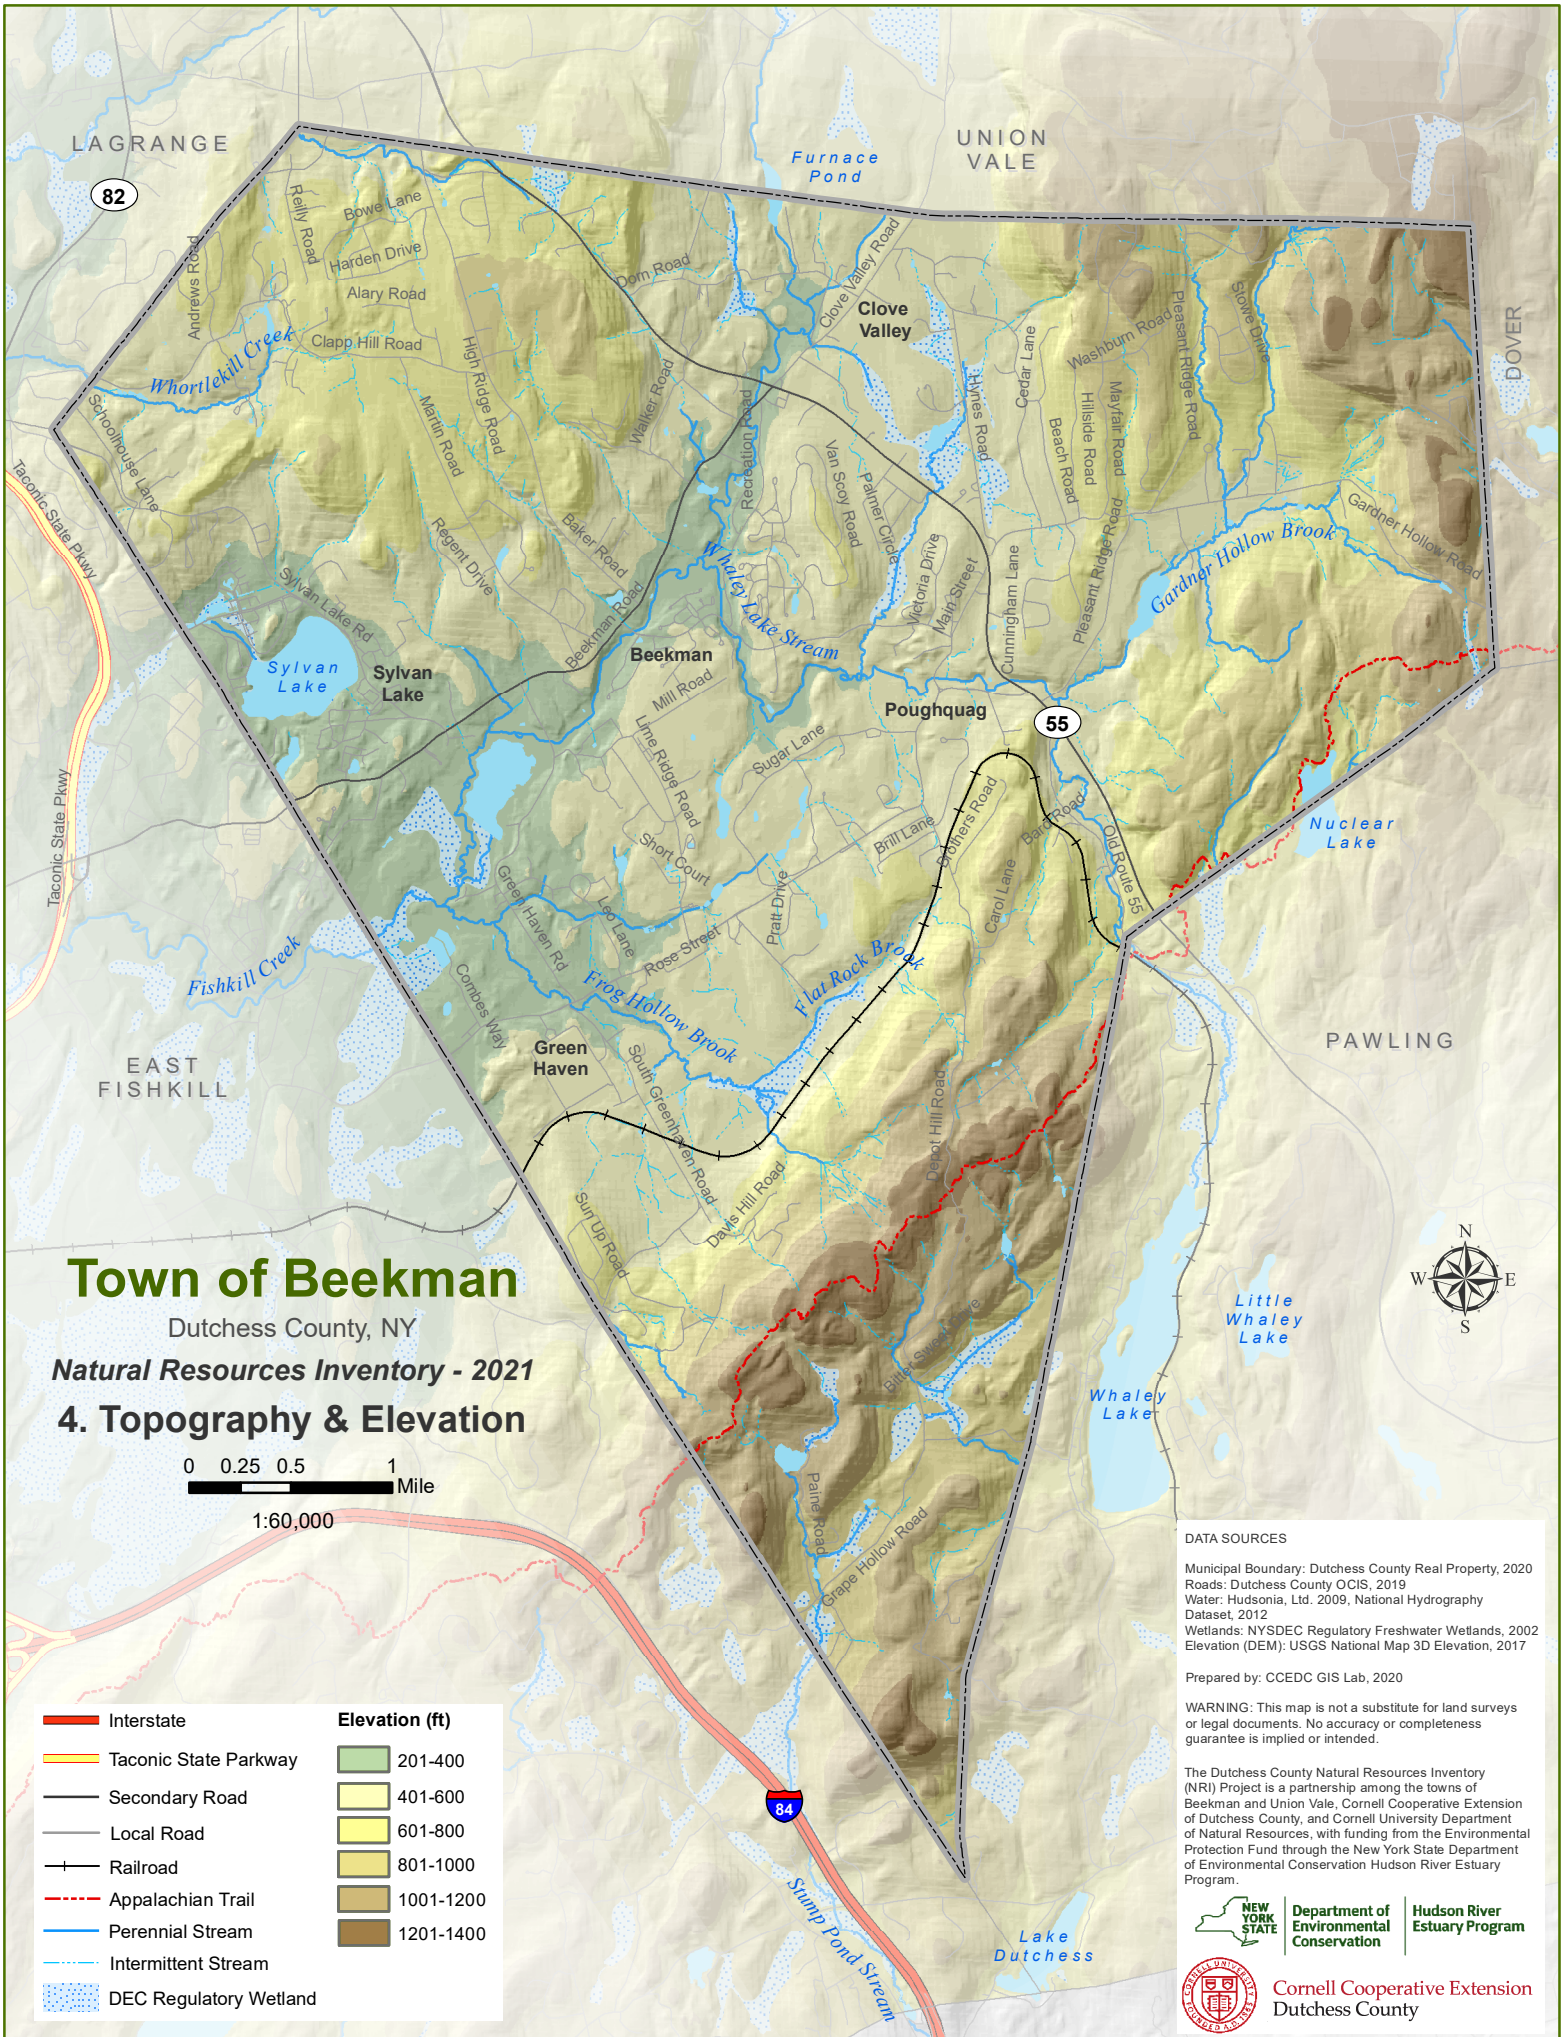 LAGRANGE
UNION
VALE
Furnace
Pond
82
Reilly Road
Bowe Lane
Andrews Road
Harden Drive
Dorn Road
Clove Valley Road
Alary Road
Clove
Valley
Pleasant Ridge Road
Stowe Drive
DOVER
Whortlekill Creek
Clapp Hill Road
High Ridge Road
Cedar Lane
Washburn Road
Walker Road
Hynes Road
Schoolhouse Lane
Martin Road
Recreation Road
Beach Road
Hillside Road
Mayfair Road
Van Scoy Road
Palmer Circle
Taconic State Pkwy
Regent Drive
Baker Road
Gardner Hollow Road
Gardner Hollow Brook
Whaley Lake Stream
Victoria Drive
Main Street
Cunningham Lane
Pleasant Ridge Road
Sylvan Lake Rd
Beekman Road
Sylvan
Lake
Sylvan
Lake
Beekman
Mill Road
Poughquag
55
Lime Ridge Road
Sugar Lane
Taconic State Pkwy
Brothers Road
Bard Road
Nuclear
Lake
Brill Lane
Old Route 55
Short Court
Carol Lane
Green Haven Rd
Leo Lane
Pratt Drive
Rose Street
Fishkill Creek
Combes Way
Flat Rock Brook
Frog Hollow Brook
EAST
FISHKILL
Green
Haven
South Greenhaven Road
PAWLING
Depot Hill Road
Sun Up Road
Davis Hill Road
N
W
E
S
Town of Beekman
Dutchess County, NY
Natural Resources Inventory - 2021
4. Topography & Elevation
0 0.25 0.5 1
Mile
1:60,000
Little
Whaley
Lake
Bitter Sweet Drive
Whaley
Lake
Paine Road
Grape Hollow Road
DATA SOURCES
Municipal Boundary: Dutchess County Real Property, 2020
Roads: Dutchess County OCIS, 2019
Water: Hudsonia, Ltd. 2009, National Hydrography
Dataset, 2012
Wetlands: NYSDEC Regulatory Freshwater Wetlands, 2002
Elevation (DEM): USGS National Map 3D Elevation, 2017
Prepared by: CCEDC GIS Lab, 2020
WARNING: This map is not a substitute for land surveys
or legal documents. No accuracy or completeness
guarantee is implied or intended.
The Dutchess County Natural Resources Inventory
(NRI) Project is a partnership among the towns of
Beekman and Union Vale, Cornell Cooperative Extension
of Dutchess County, and Cornell University Department
of Natural Resources, with funding from the Environmental
Protection Fund through the New York State Department
of Environmental Conservation Hudson River Estuary
Program.
Interstate
Taconic State Parkway
Secondary Road
Local Road
Railroad
Appalachian Trail
Perennial Stream
Intermittent Stream
DEC Regulatory Wetland
Elevation (ft)
201-400
401-600
601-800
801-1000
1001-1200
1201-1400
84
Stump Pond Stream
Lake
Dutchess
NEW
YORK
STATE
Department of
Environmental
Conservation
Hudson River
Estuary Program
CORNELL UNIVERSITY
FOUNDED A.D. 1865
Cornell Cooperative Extension
Dutchess County